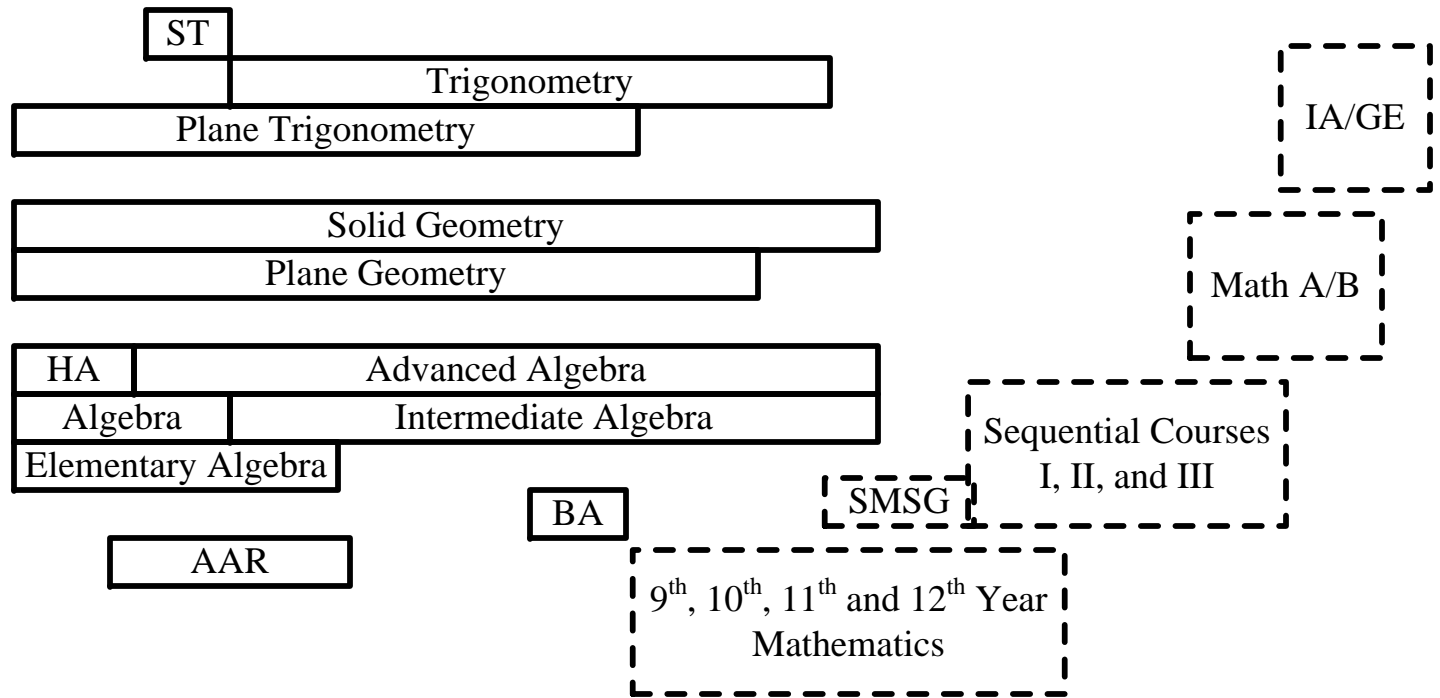 ST
Trigonometry
IA/GE
Plane Trigonometry
Solid Geometry
Plane Geometry
Math A/B
HA
Advanced Algebra
Algebra
Intermediate Algebra
Sequential Courses
I, II, and III
Elementary Algebra
SMSG
BA
AAR
9th, 10th, 11th and 12th Year
Mathematics